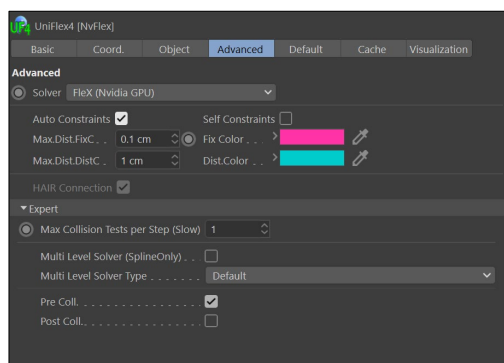 UF4 UniFlex4 [NvFlex]
Basic Coord. Object Advanced Default Cache Visualization
Advanced
Solver FleX (Nvidia GPU)
Auto Constraints Self Constraints
Max.Dist.FixC. . 0.1 cm Fix Color . . .
Max.Dist.DistC . 1 cm Dist.Color . .
HAIR Connection
Expert
Max Collision Tests per Step (Slow) 1
Multi Level Solver (SplineOnly) . .
Multi Level Solver Type . . . . . . . Default
Pre Coll. . . . . . . . . . . . . . . . . .
Post Coll. . . . . . . . . . . . . . . . .